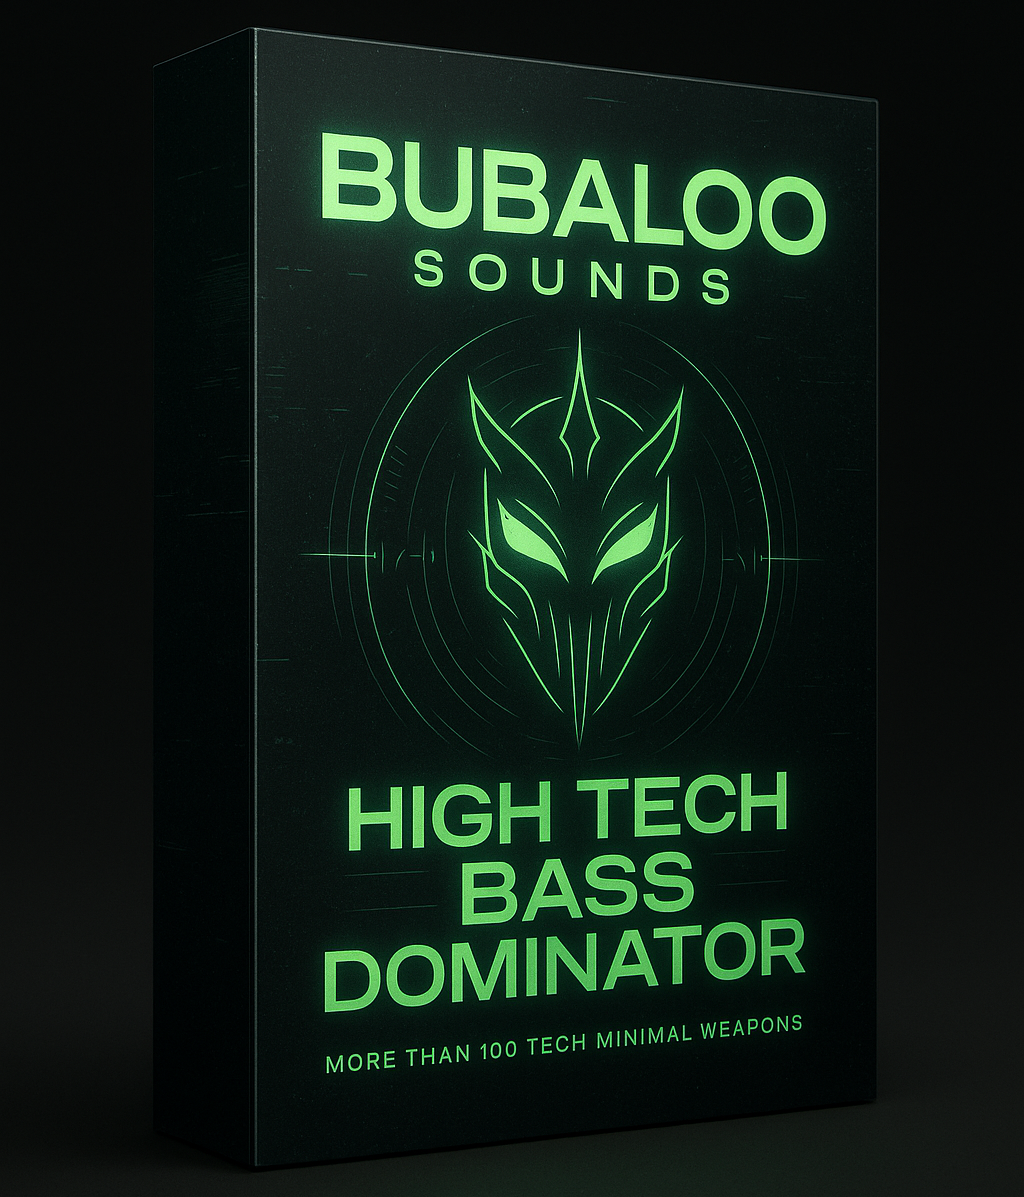 BUBALOO
SOUNDS
HIGH TECH
BASS
DOMINATOR
MORE THAN 100 TECH MINIMAL WEAPONS